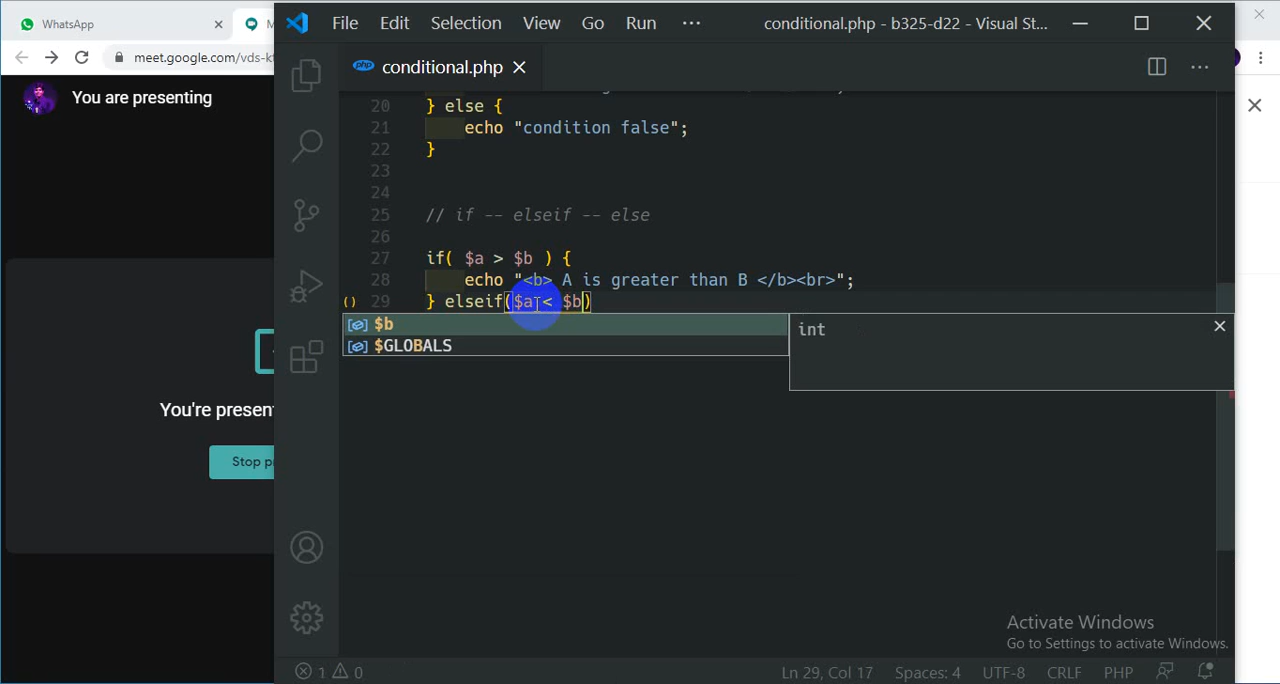 WhatsApp
M
meet.google.com/vds-k
You are presenting
You're presen
Stop p
File Edit Selection View Go Run ···
conditional.php - b325-d22 - Visual St...
conditional.php
20 } else {
21 echo "condition false";
22 }
23
24
25 // if -- elseif -- else
26
27 if( $a > $b ) {
28 echo "<b> A is greater than B </b><br>";
29 } elseif($a < $b)
$b
$GLOBALS
int
Activate Windows
Go to Settings to activate Windows.
1 0 Ln 29, Col 17 Spaces: 4 UTF-8 CRLF PHP